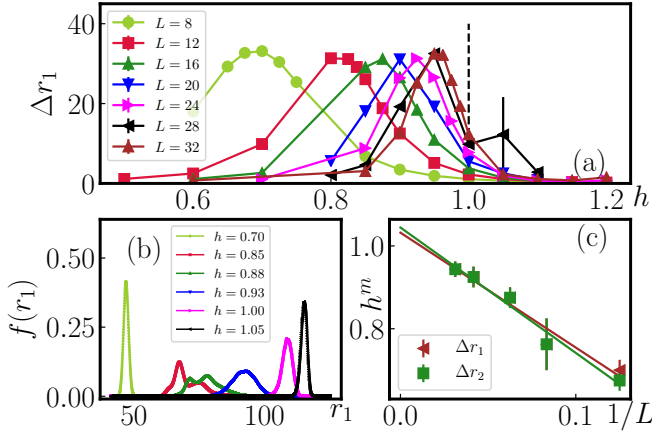 40
20
0
Δr₁
L = 8
L = 12
L = 16
L = 20
L = 24
L = 28
L = 32
(a)
0.6 0.8 1.0 1.2
h
(b)
0.50
0.25
0.00
f(r₁)
h = 0.70
h = 0.85
h = 0.88
h = 0.93
h = 1.00
h = 1.05
50 100 r₁
(c)
1.0
0.8
hᵐ
Δr₁
Δr₂
0.0 0.1 1/L